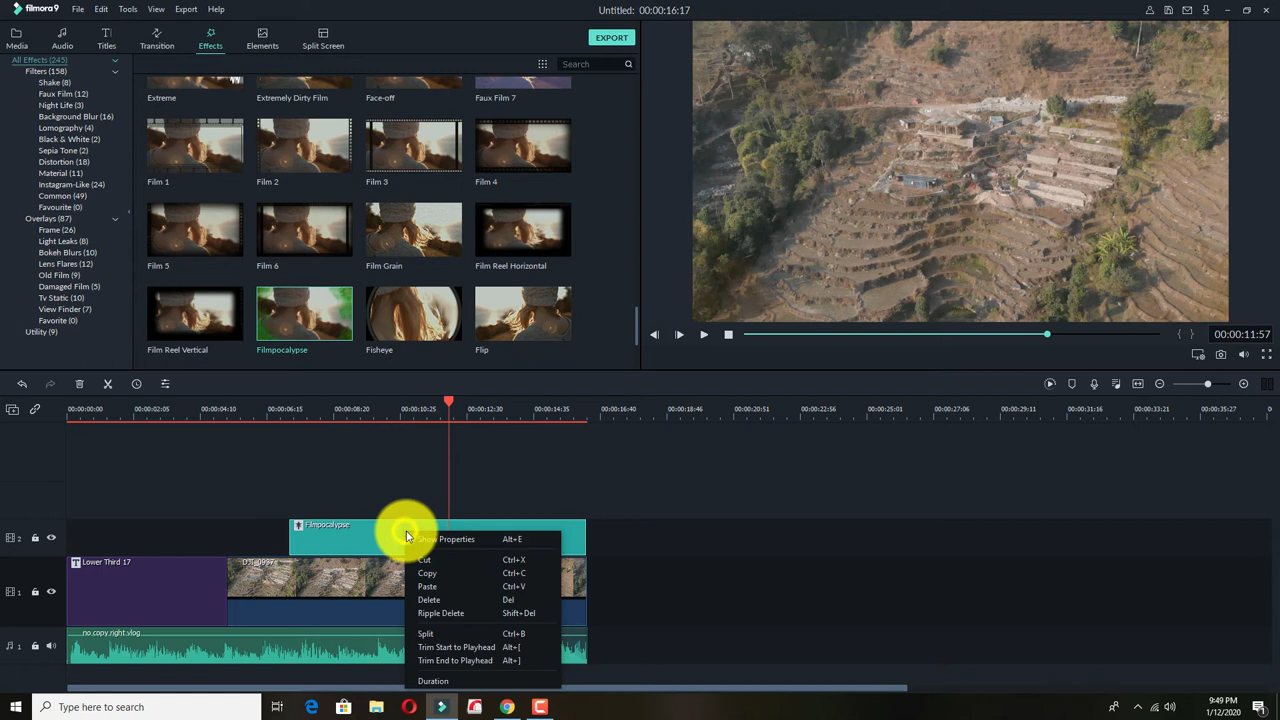 filmora9 File Edit Tools View Export Help Untitled: 00:00:16:17
Media Audio Titles Transition Effects Elements Split Screen EXPORT
All Effects (245)
Search
Filters (158)
Shake (8)
Faux Film (12)
Night Life (3)
Background Blur (16)
Lomography (4)
Black & White (2)
Sepia Tone (2)
Distortion (18)
Material (11)
Instagram-Like (24)
Common (49)
Favourite (0)
Overlays (87)
Frame (26)
Light Leaks (8)
Bokeh Blurs (10)
Lens Flares (12)
Old Film (9)
Damaged Film (5)
Tv Static (10)
View Finder (7)
Favorite (0)
Utility (9)
Extreme Extremely Dirty Film Face-off Faux Film 7
Film 1 Film 2 Film 3 Film 4
Film 5 Film 6 Film Grain Film Reel Horizontal
Film Reel Vertical Filmpocalypse Fisheye Flip
00:00:11:57
00:00:00:00 00:00:02:05 00:00:04:10 00:00:06:15 00:00:08:20 00:00:10:25 00:00:12:30 00:00:14:35 00:00:16:40 00:00:18:46 00:00:20:51 00:00:22:56 00:00:25:01 00:00:27:06 00:00:29:11 00:00:31:16 00:00:33:22 00:00:35:27 0
2 Filmpocalypse
1 T Lower Third 17 DJI_0937
1 no copy right vlog
Show Properties Alt+E
Cut Ctrl+X
Copy Ctrl+C
Paste Ctrl+V
Delete Del
Ripple Delete Shift+Del
Split Ctrl+B
Trim Start to Playhead Alt+[
Trim End to Playhead Alt+]
Duration
Type here to search
9:49 PM
1/12/2020